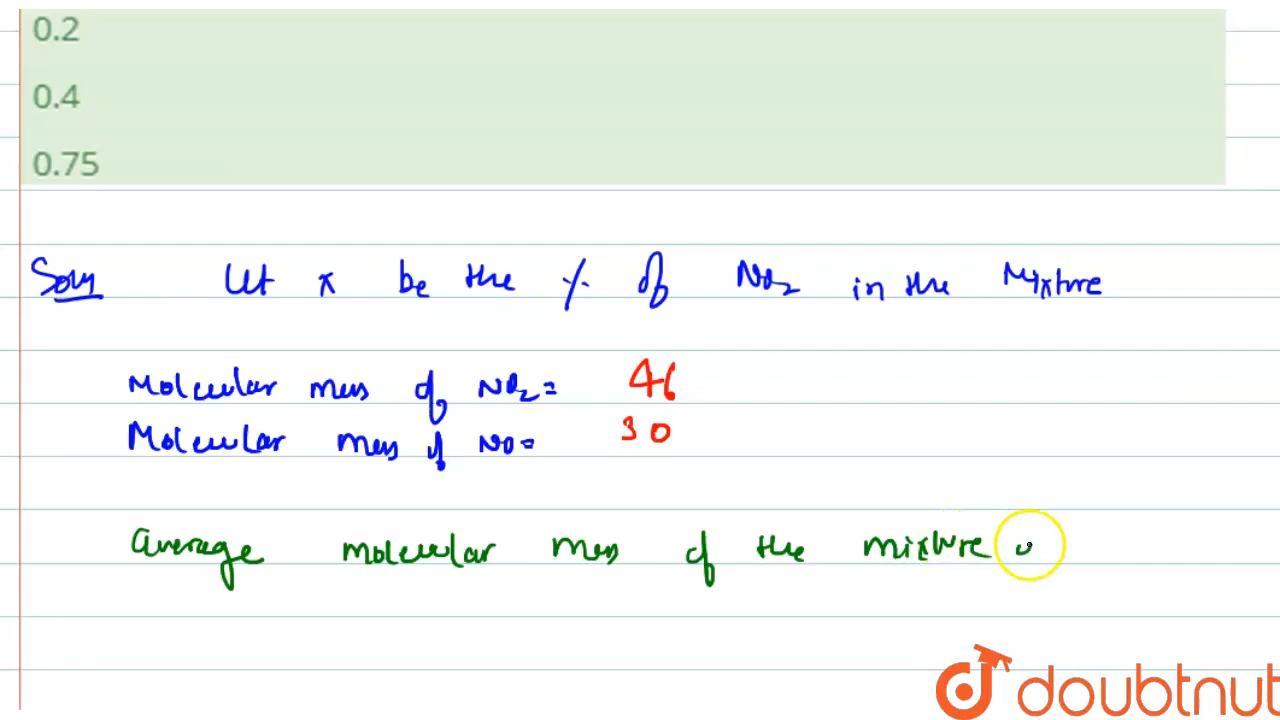 0.2
0.4
0.75
Soln Let x be the % of NO2 in the Mixture
Molecular mass of NO2 = 46
Molecular mass of NO = 30
average molecular mass of the mixture
doubtnut